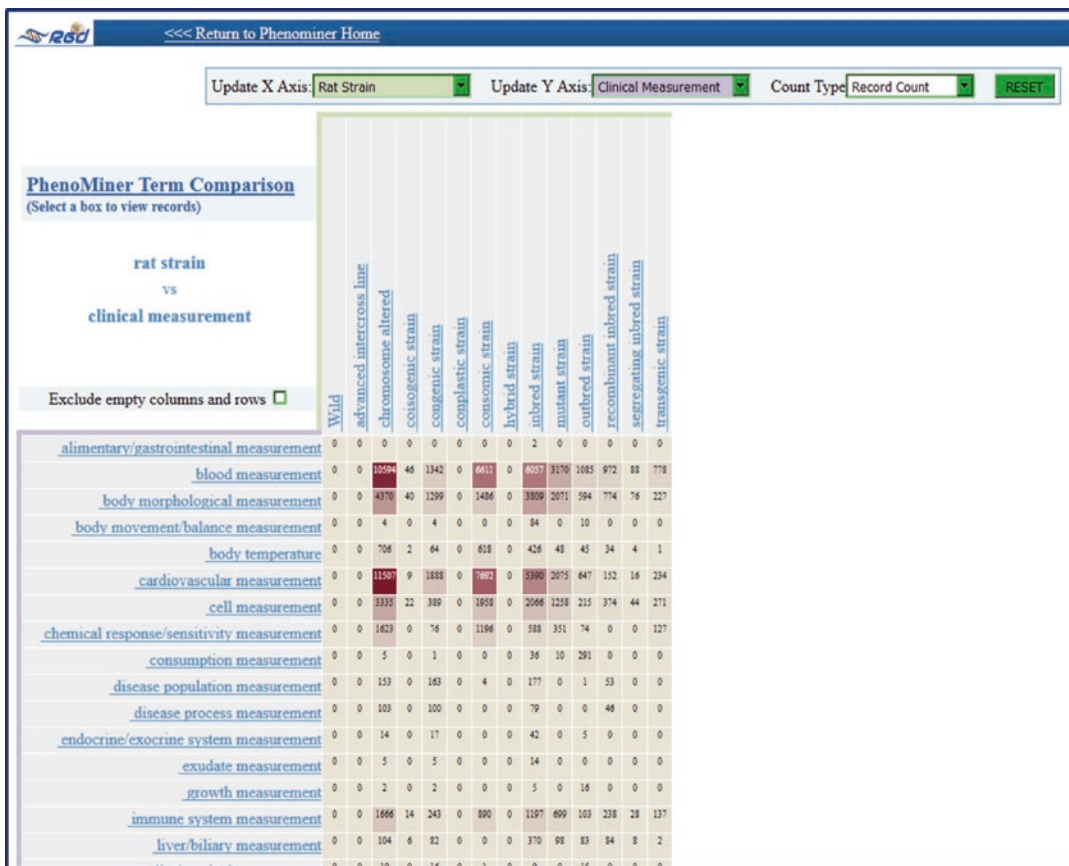 RGD <<< Return to Phenominer Home
Update X Axis: Rat Strain Update Y Axis: Clinical Measurement Count Type Record Count RESET
PhenoMiner Term Comparison
(Select a box to view records)
rat strain
vs
clinical measurement
Exclude empty columns and rows
Wild
advanced intercross line
chromosome altered
coisogenic strain
congenic strain
conplastic strain
consomic strain
hybrid strain
inbred strain
mutant strain
outbred strain
recombinant inbred strain
segregating inbred strain
transgenic strain
alimentary/gastrointestinal measurement 0 0 0 0 0 0 0 0 2 0 0 0 0 0
blood measurement 0 0 10594 46 1342 0 6611 0 6057 3170 1085 972 88 778
body morphological measurement 0 0 4370 40 1299 0 1486 0 3809 2071 594 774 76 227
body movement/balance measurement 0 0 4 0 4 0 0 0 84 0 10 0 0 0
body temperature 0 0 706 2 64 0 618 0 426 48 45 34 4 1
cardiovascular measurement 0 0 11507 9 1888 0 7692 0 5390 2075 647 152 16 234
cell measurement 0 0 3335 22 389 0 1958 0 2066 1258 215 374 44 271
chemical response/sensitivity measurement 0 0 1623 0 76 0 1196 0 588 351 74 0 0 127
consumption measurement 0 0 5 0 1 0 0 0 36 10 291 0 0 0
disease population measurement 0 0 153 0 163 0 4 0 177 0 1 53 0 0
disease process measurement 0 0 103 0 100 0 0 0 79 0 0 46 0 0
endocrine/exocrine system measurement 0 0 14 0 17 0 0 0 42 0 5 0 0 0
exudate measurement 0 0 5 0 5 0 0 0 14 0 0 0 0 0
growth measurement 0 0 2 0 2 0 0 0 5 0 16 0 0 0
immune system measurement 0 0 1666 14 243 0 890 0 1197 699 103 238 28 137
liver/biliary measurement 0 0 104 6 82 0 0 0 370 98 83 84 8 2